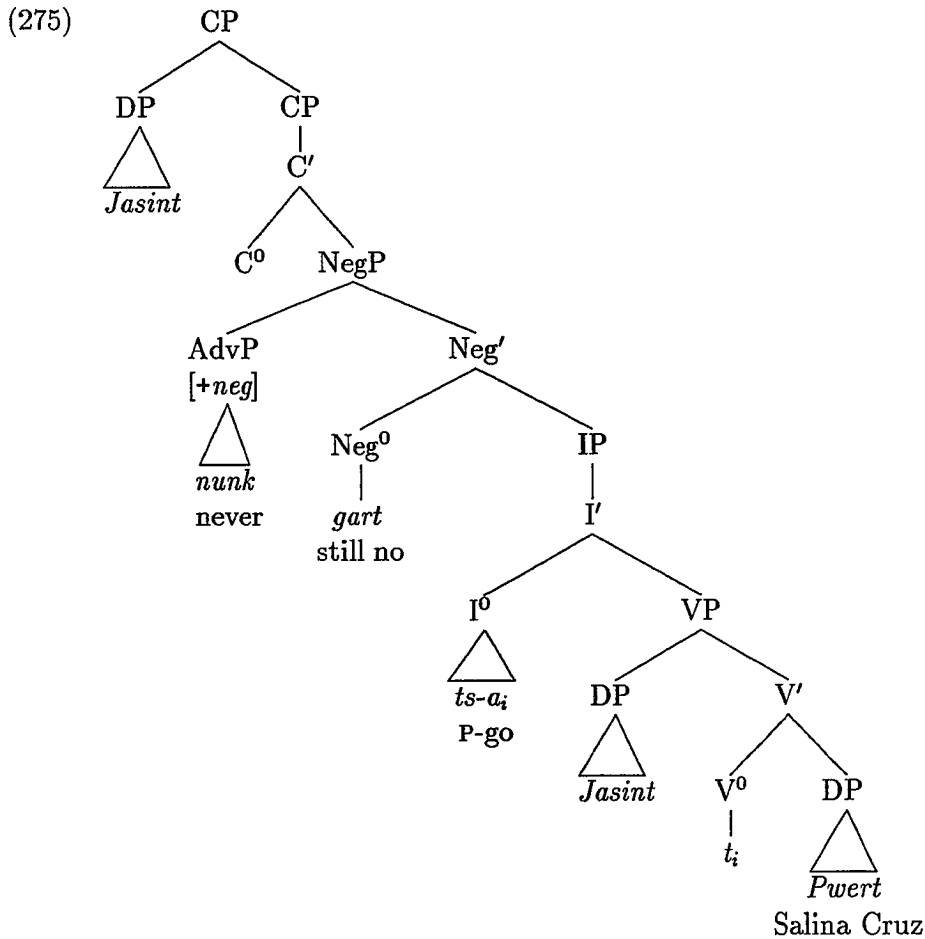 (275) CP
DP CP
Jasint C′
C⁰ NegP
AdvP Neg′
[+neg]
Neg⁰ IP
nunk
never gart I′
still no
I⁰ VP
ts-aᵢ DP V′
P-go
Jasint V⁰ DP
tᵢ
Pwert
Salina Cruz